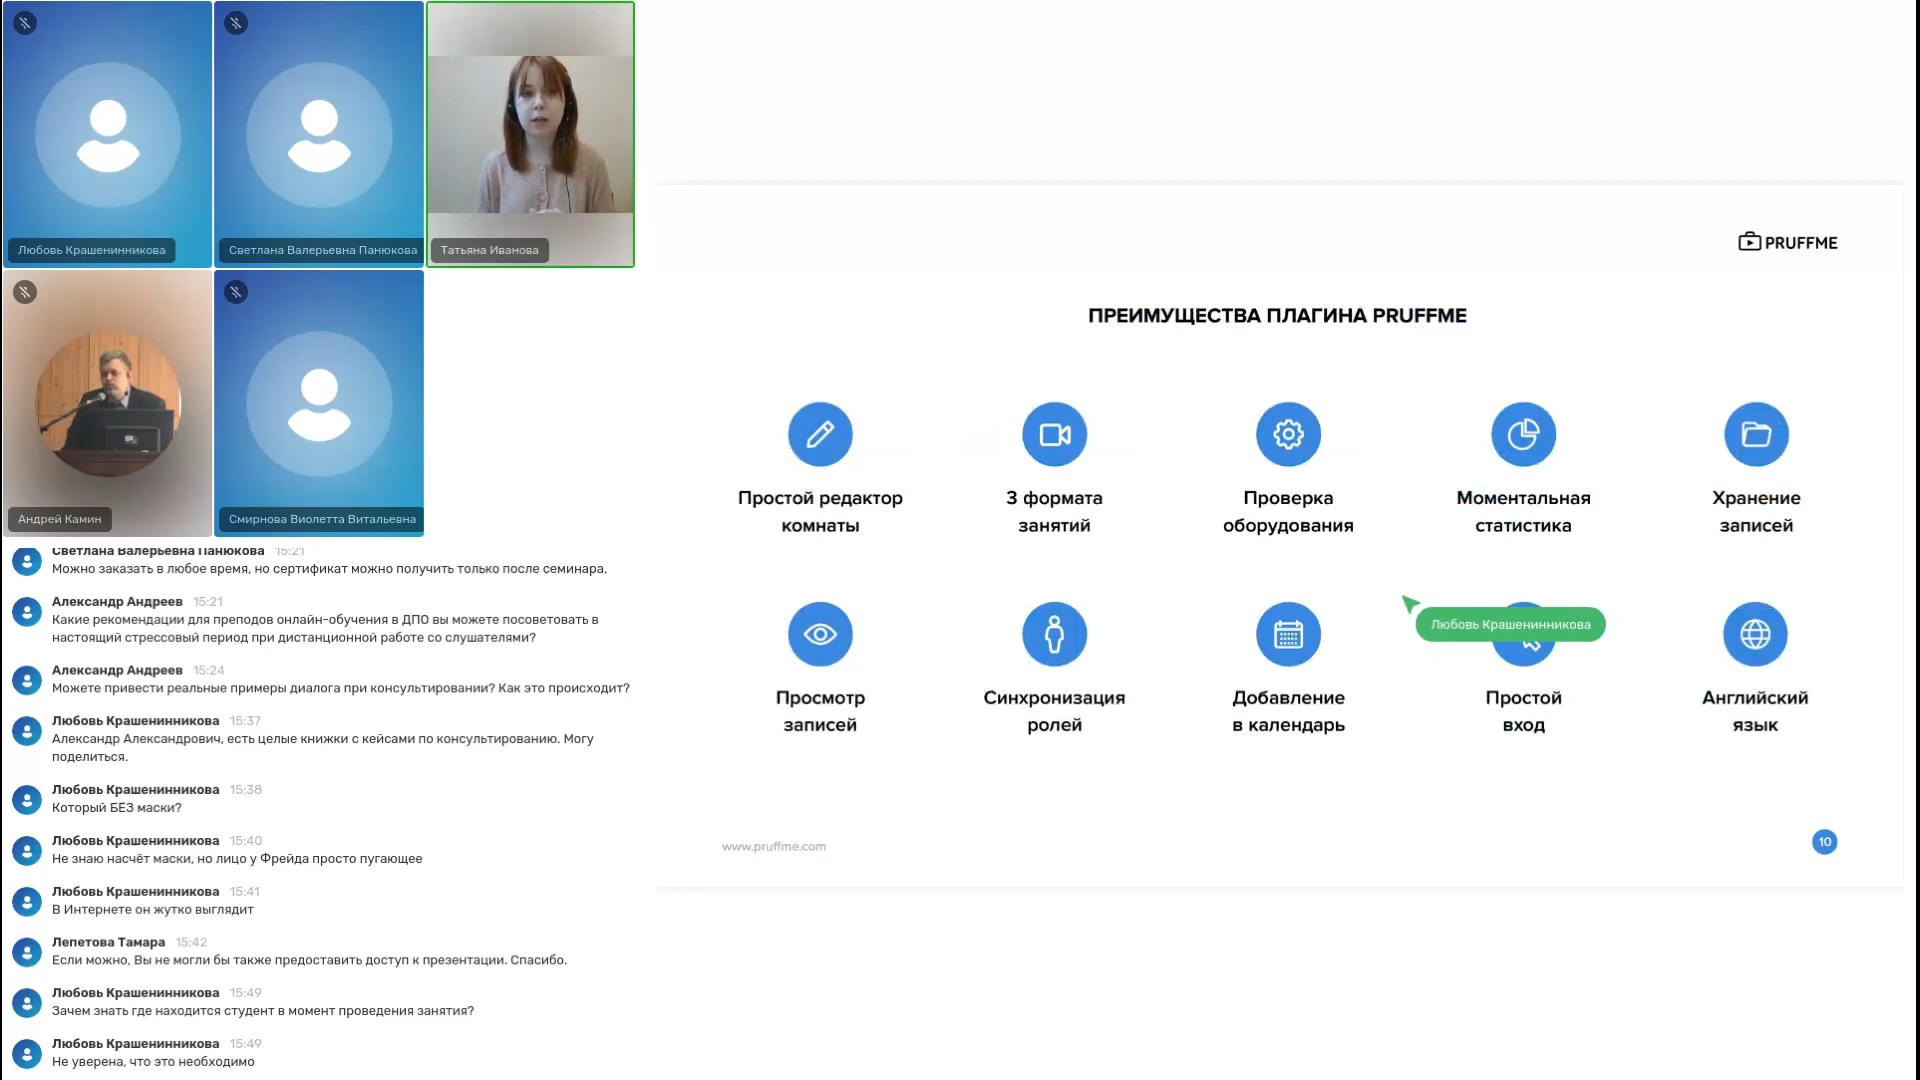 Любовь Крашенинникова
Светлана Валерьевна Панюкова
Татьяна Иванова
Андрей Камин
Смирнова Виолетта Витальевна
Светлана Валерьевна Панюкова 15:21
Можно заказать в любое время, но сертификат можно получить только после семинара.
Александр Андреев 15:21
Какие рекомендации для преподов онлайн-обучения в ДПО вы можете посоветовать в
настоящий стрессовый период при дистанционной работе со слушателями?
Александр Андреев 15:24
Можете привести реальные примеры диалога при консультировании? Как это происходит?
Любовь Крашенинникова 15:37
Александр Александрович, есть целые книжки с кейсами по консультированию. Могу
поделиться.
Любовь Крашенинникова 15:38
Который БЕЗ маски?
Любовь Крашенинникова 15:40
Не знаю насчёт маски, но лицо у Фрейда просто пугающее
Любовь Крашенинникова 15:41
В Интернете он жутко выглядит
Лепетова Тамара 15:42
Если можно, Вы не могли бы также предоставить доступ к презентации. Спасибо.
Любовь Крашенинникова 15:49
Зачем знать где находится студент в момент проведения занятия?
Любовь Крашенинникова 15:49
Не уверена, что это необходимо
PRUFFME
ПРЕИМУЩЕСТВА ПЛАГИНА PRUFFME
Простой редактор
комнаты
3 формата
занятий
Проверка
оборудования
Моментальная
статистика
Хранение
записей
Любовь Крашенинникова
Просмотр
записей
Синхронизация
ролей
Добавление
в календарь
Простой
вход
Английский
язык
www.pruffme.com
10